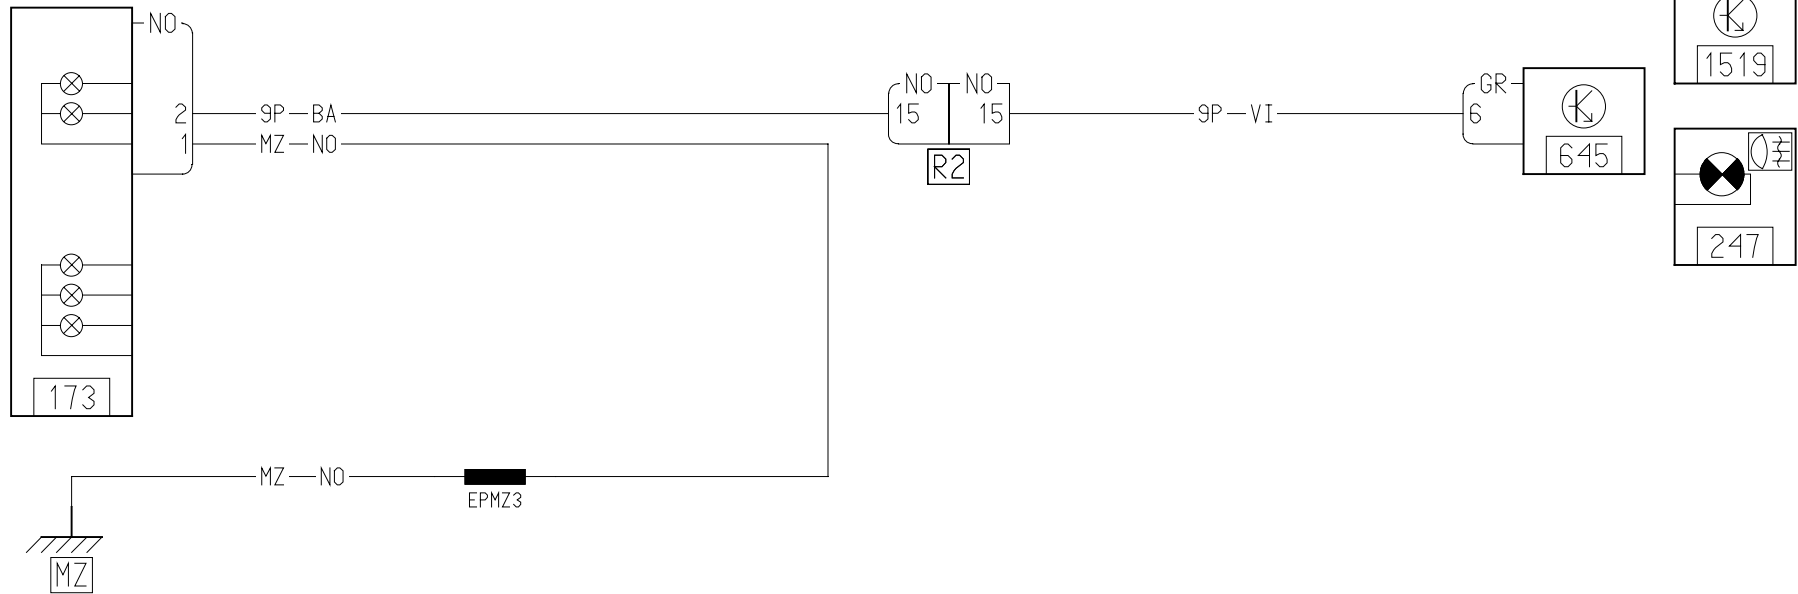 NO
1519
NO NO
GR
2 9P BA
15 15
9P VI
6
1 MZ NO
645
R2
247
173
MZ NO
EPMZ3
MZ